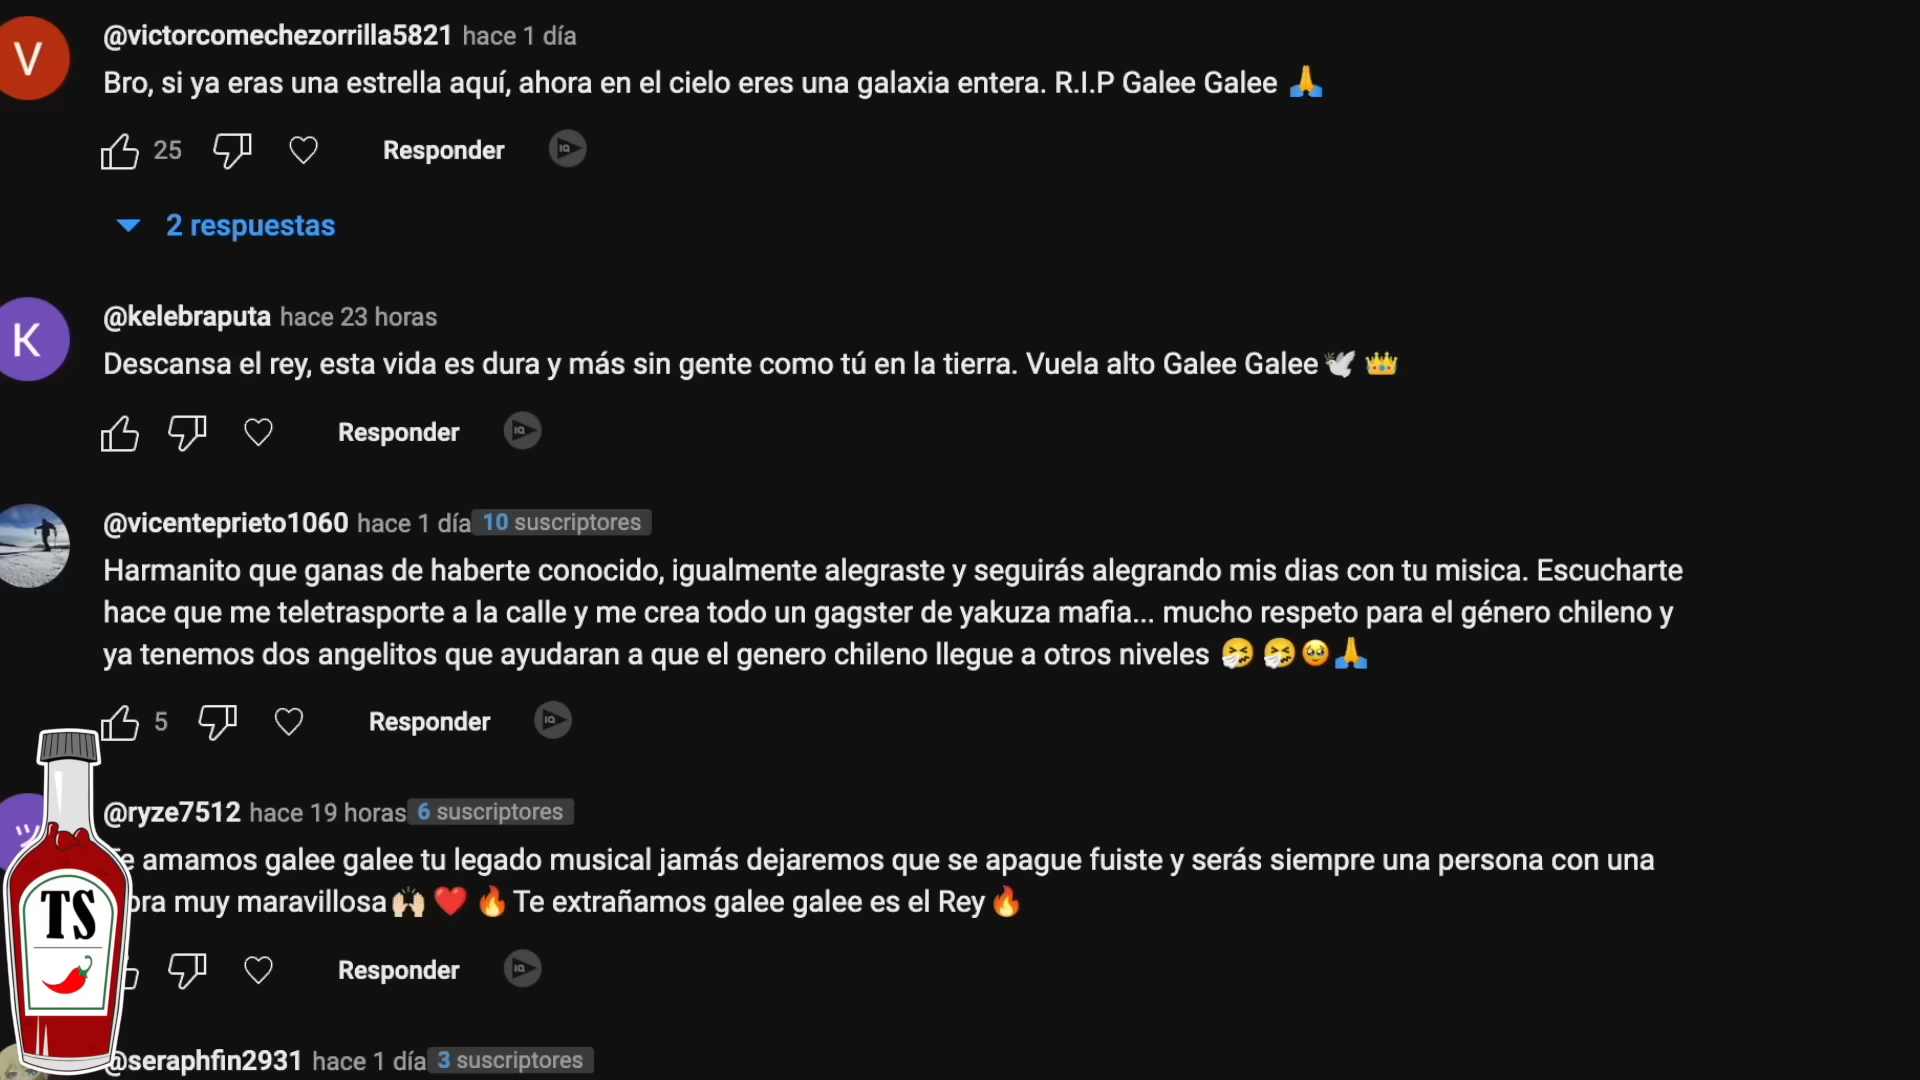 V
@victorcomechezorrilla5821 hace 1 día
Bro, si ya eras una estrella aquí, ahora en el cielo eres una galaxia entera. R.I.P Galee Galee 🙏
25 Responder IQ
2 respuestas
K
@kelebraputa hace 23 horas
Descansa el rey, esta vida es dura y más sin gente como tú en la tierra. Vuela alto Galee Galee🕊️ 👑
Responder IQ
@vicenteprieto1060 hace 1 día 10 suscriptores
Harmanito que ganas de haberte conocido, igualmente alegraste y seguirás alegrando mis dias con tu misica. Escucharte
hace que me teletrasporte a la calle y me crea todo un gagster de yakuza mafia... mucho respeto para el género chileno y
ya tenemos dos angelitos que ayudaran a que el genero chileno llegue a otros niveles 🤧 🤧🥹🙏
5 Responder IQ
@ryze7512 hace 19 horas 6 suscriptores
amamos galee galee tu legado musical jamás dejaremos que se apague fuiste y serás siempre una persona con una
muy maravillosa🙌🏻 ❤️ 🔥 Te extrañamos galee galee es el Rey🔥
Responder IQ
TS
@seraphfin2931 hace 1 día 3 suscriptores